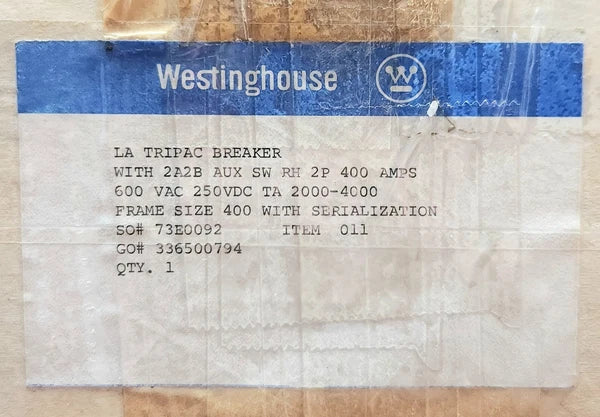 Westinghouse W
LA TRIPAC BREAKER
WITH 2A2B AUX SW RH 2P 400 AMPS
600 VAC 250VDC TA 2000-4000
FRAME SIZE 400 WITH SERIALIZATION
SO# 73E0092 ITEM 011
GO# 336500794
QTY. 1